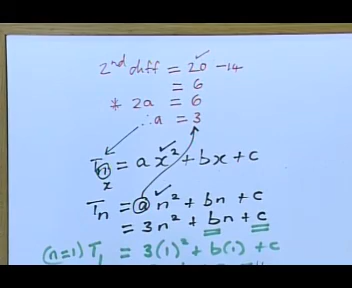 2nd diff = 20 - 14
= 6
* 2a = 6
∴a = 3
Tn = ax² + bx + c
x
Tn = a n² + bn + c
= 3n² + bn + c
(n=1) T1 = 3(1)² + b(1) + c